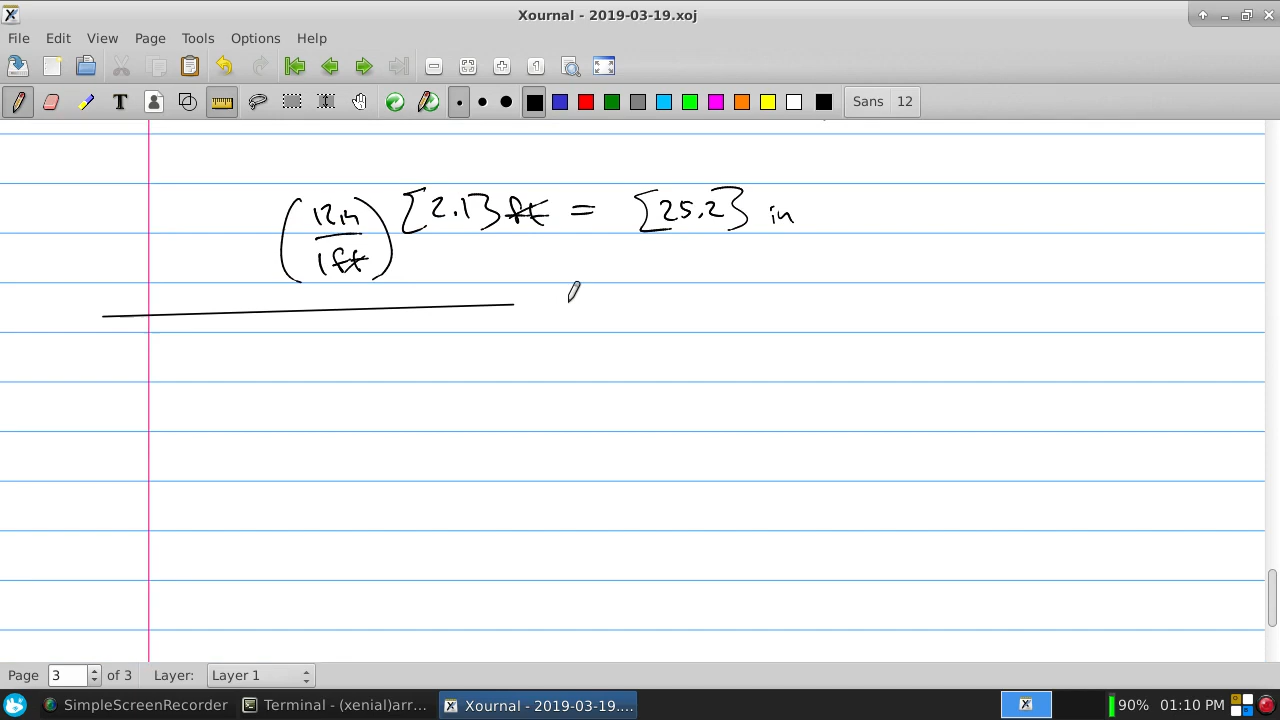 Xournal - 2019-03-19.xoj
File Edit View Page Tools Options Help
Sans 12
(12in/1ft) [2.1] ft = [25.2] in
Page 3 of 3 Layer: Layer 1
SimpleScreenRecorder Terminal - (xenial)arr... Xournal - 2019-03-19.... 90% 01:10 PM